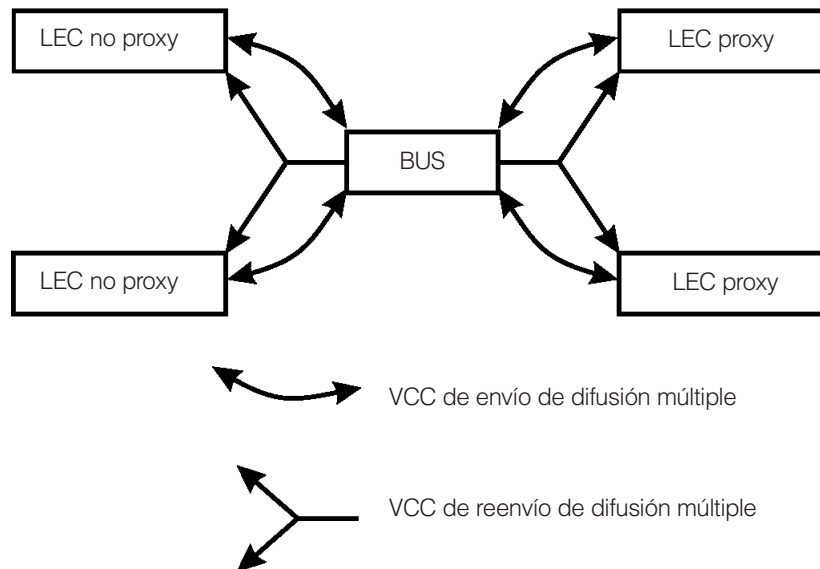 LEC no proxy
LEC proxy
BUS
LEC no proxy
LEC proxy
VCC de envío de difusión múltiple
VCC de reenvío de difusión múltiple